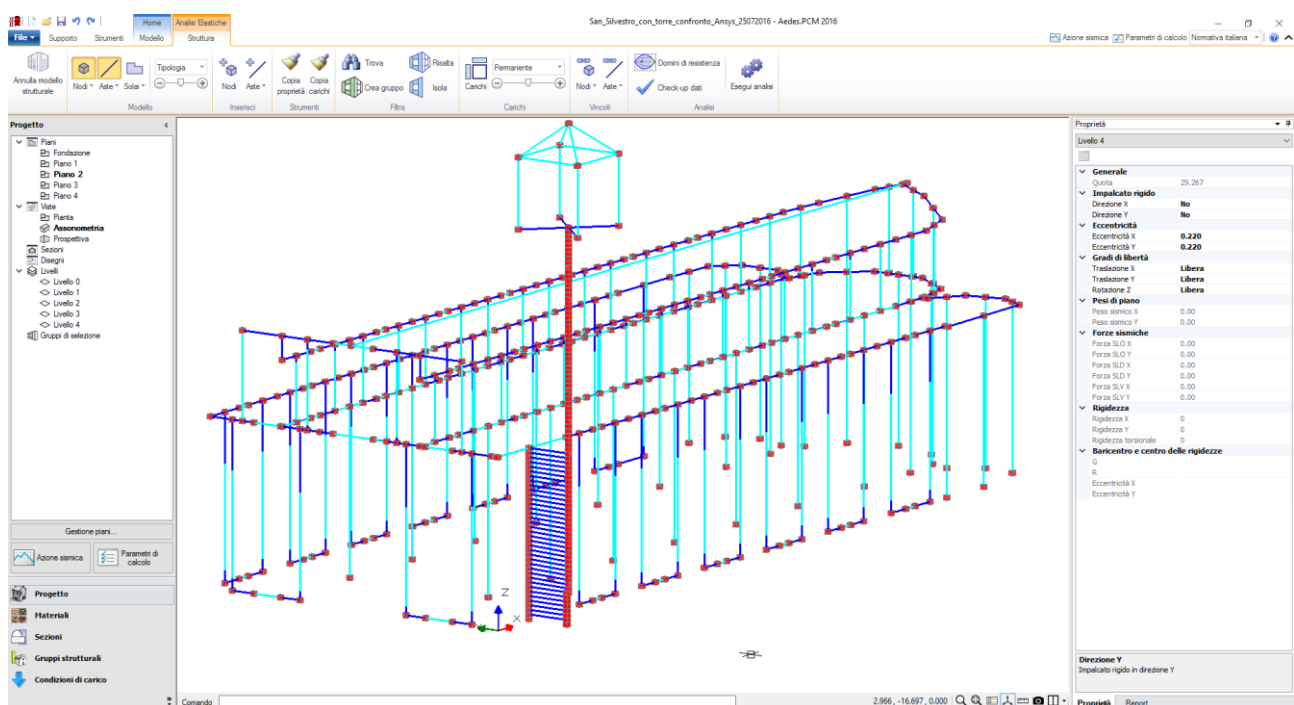 San_Silvestro_con_torre_confronto_Ansys_25072016 - Aedes.PCM 2016
Home
Analisi Elastiche
File
Supporto
Strumenti
Modello
Struttura
Azione sismica
Parametri di calcolo
Normativa italiana
Annulla modello
strutturale
Nodi
Aste
Solai
Tipologia
Modello
Nodi
Aste
Inserisci
Copia
proprietà
Copia
carichi
Strumenti
Trova
Risalta
Crea gruppo
Isola
Filtra
Carichi
Permanente
Carichi
Nodi
Aste
Vincoli
Domini di resistenza
Check-up dati
Esegui analisi
Analisi
Progetto
Piani
Fondazione
Piano 1
Piano 2
Piano 3
Piano 4
Viste
Pianta
Assonometria
Prospettiva
Sezioni
Disegni
Livelli
Livello 0
Livello 1
Livello 2
Livello 3
Livello 4
Gruppi di selezione
Gestione piani...
Azione sismica
Parametri di
calcolo
Progetto
Materiali
Sezioni
Gruppi strutturali
Condizioni di carico
Z
X
Comando
2.966 , -16.697 , 0.000
Proprietà
Livello 4
Generale
Quota 29.267
Impalcato rigido
Direzione X No
Direzione Y No
Eccentricità
Eccentricità X 0.220
Eccentricità Y 0.220
Gradi di libertà
Traslazione X Libera
Traslazione Y Libera
Rotazione Z Libera
Pesi di piano
Peso sismico X 0.00
Peso sismico Y 0.00
Forze sismiche
Forza SLO X 0.00
Forza SLO Y 0.00
Forza SLD X 0.00
Forza SLD Y 0.00
Forza SLV X 0.00
Forza SLV Y 0.00
Rigidezza
Rigidezza X 0
Rigidezza Y 0
Rigidezza torsionale 0
Baricentro e centro delle rigidezze
G
R
Eccentricità X
Eccentricità Y
Direzione Y
Impalcato rigido in direzione Y
Proprietà
Report